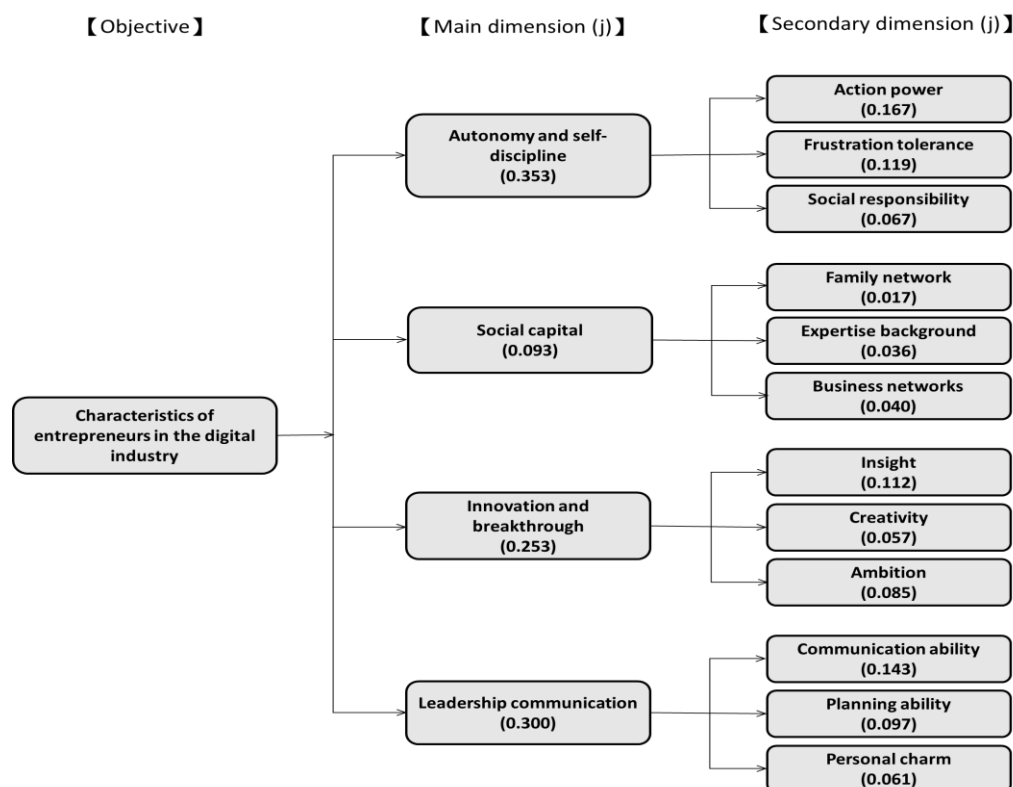 【Objective】
【Main dimension (j)】
【Secondary dimension (j)】
Characteristics of
entrepreneurs in the digital
industry
Autonomy and self-
discipline
(0.353)
Action power
(0.167)
Frustration tolerance
(0.119)
Social responsibility
(0.067)
Social capital
(0.093)
Family network
(0.017)
Expertise background
(0.036)
Business networks
(0.040)
Innovation and
breakthrough
(0.253)
Insight
(0.112)
Creativity
(0.057)
Ambition
(0.085)
Leadership communication
(0.300)
Communication ability
(0.143)
Planning ability
(0.097)
Personal charm
(0.061)